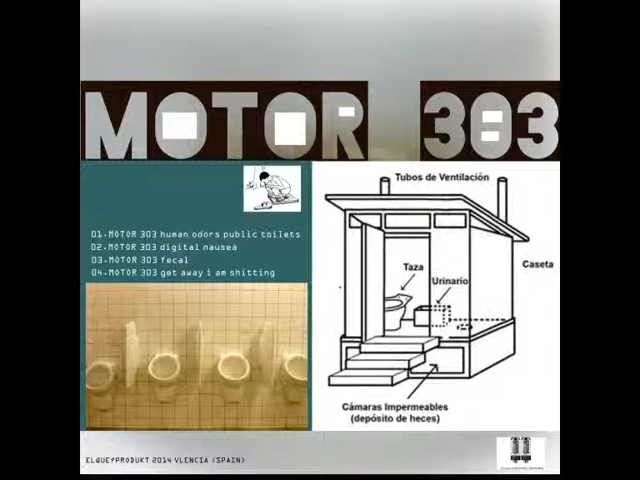 MOTOR 303
01.MOTOR 303 human odors public toilets
02.MOTOR 303 digital nausea
03.MOTOR 303 fecal
04.MOTOR 303 get away i am shitting
Tubos de Ventilación
Caseta
Taza
Urinario
Cámaras Impermeables
(depósito de heces)
2014 VLENCIA (SPAIN)